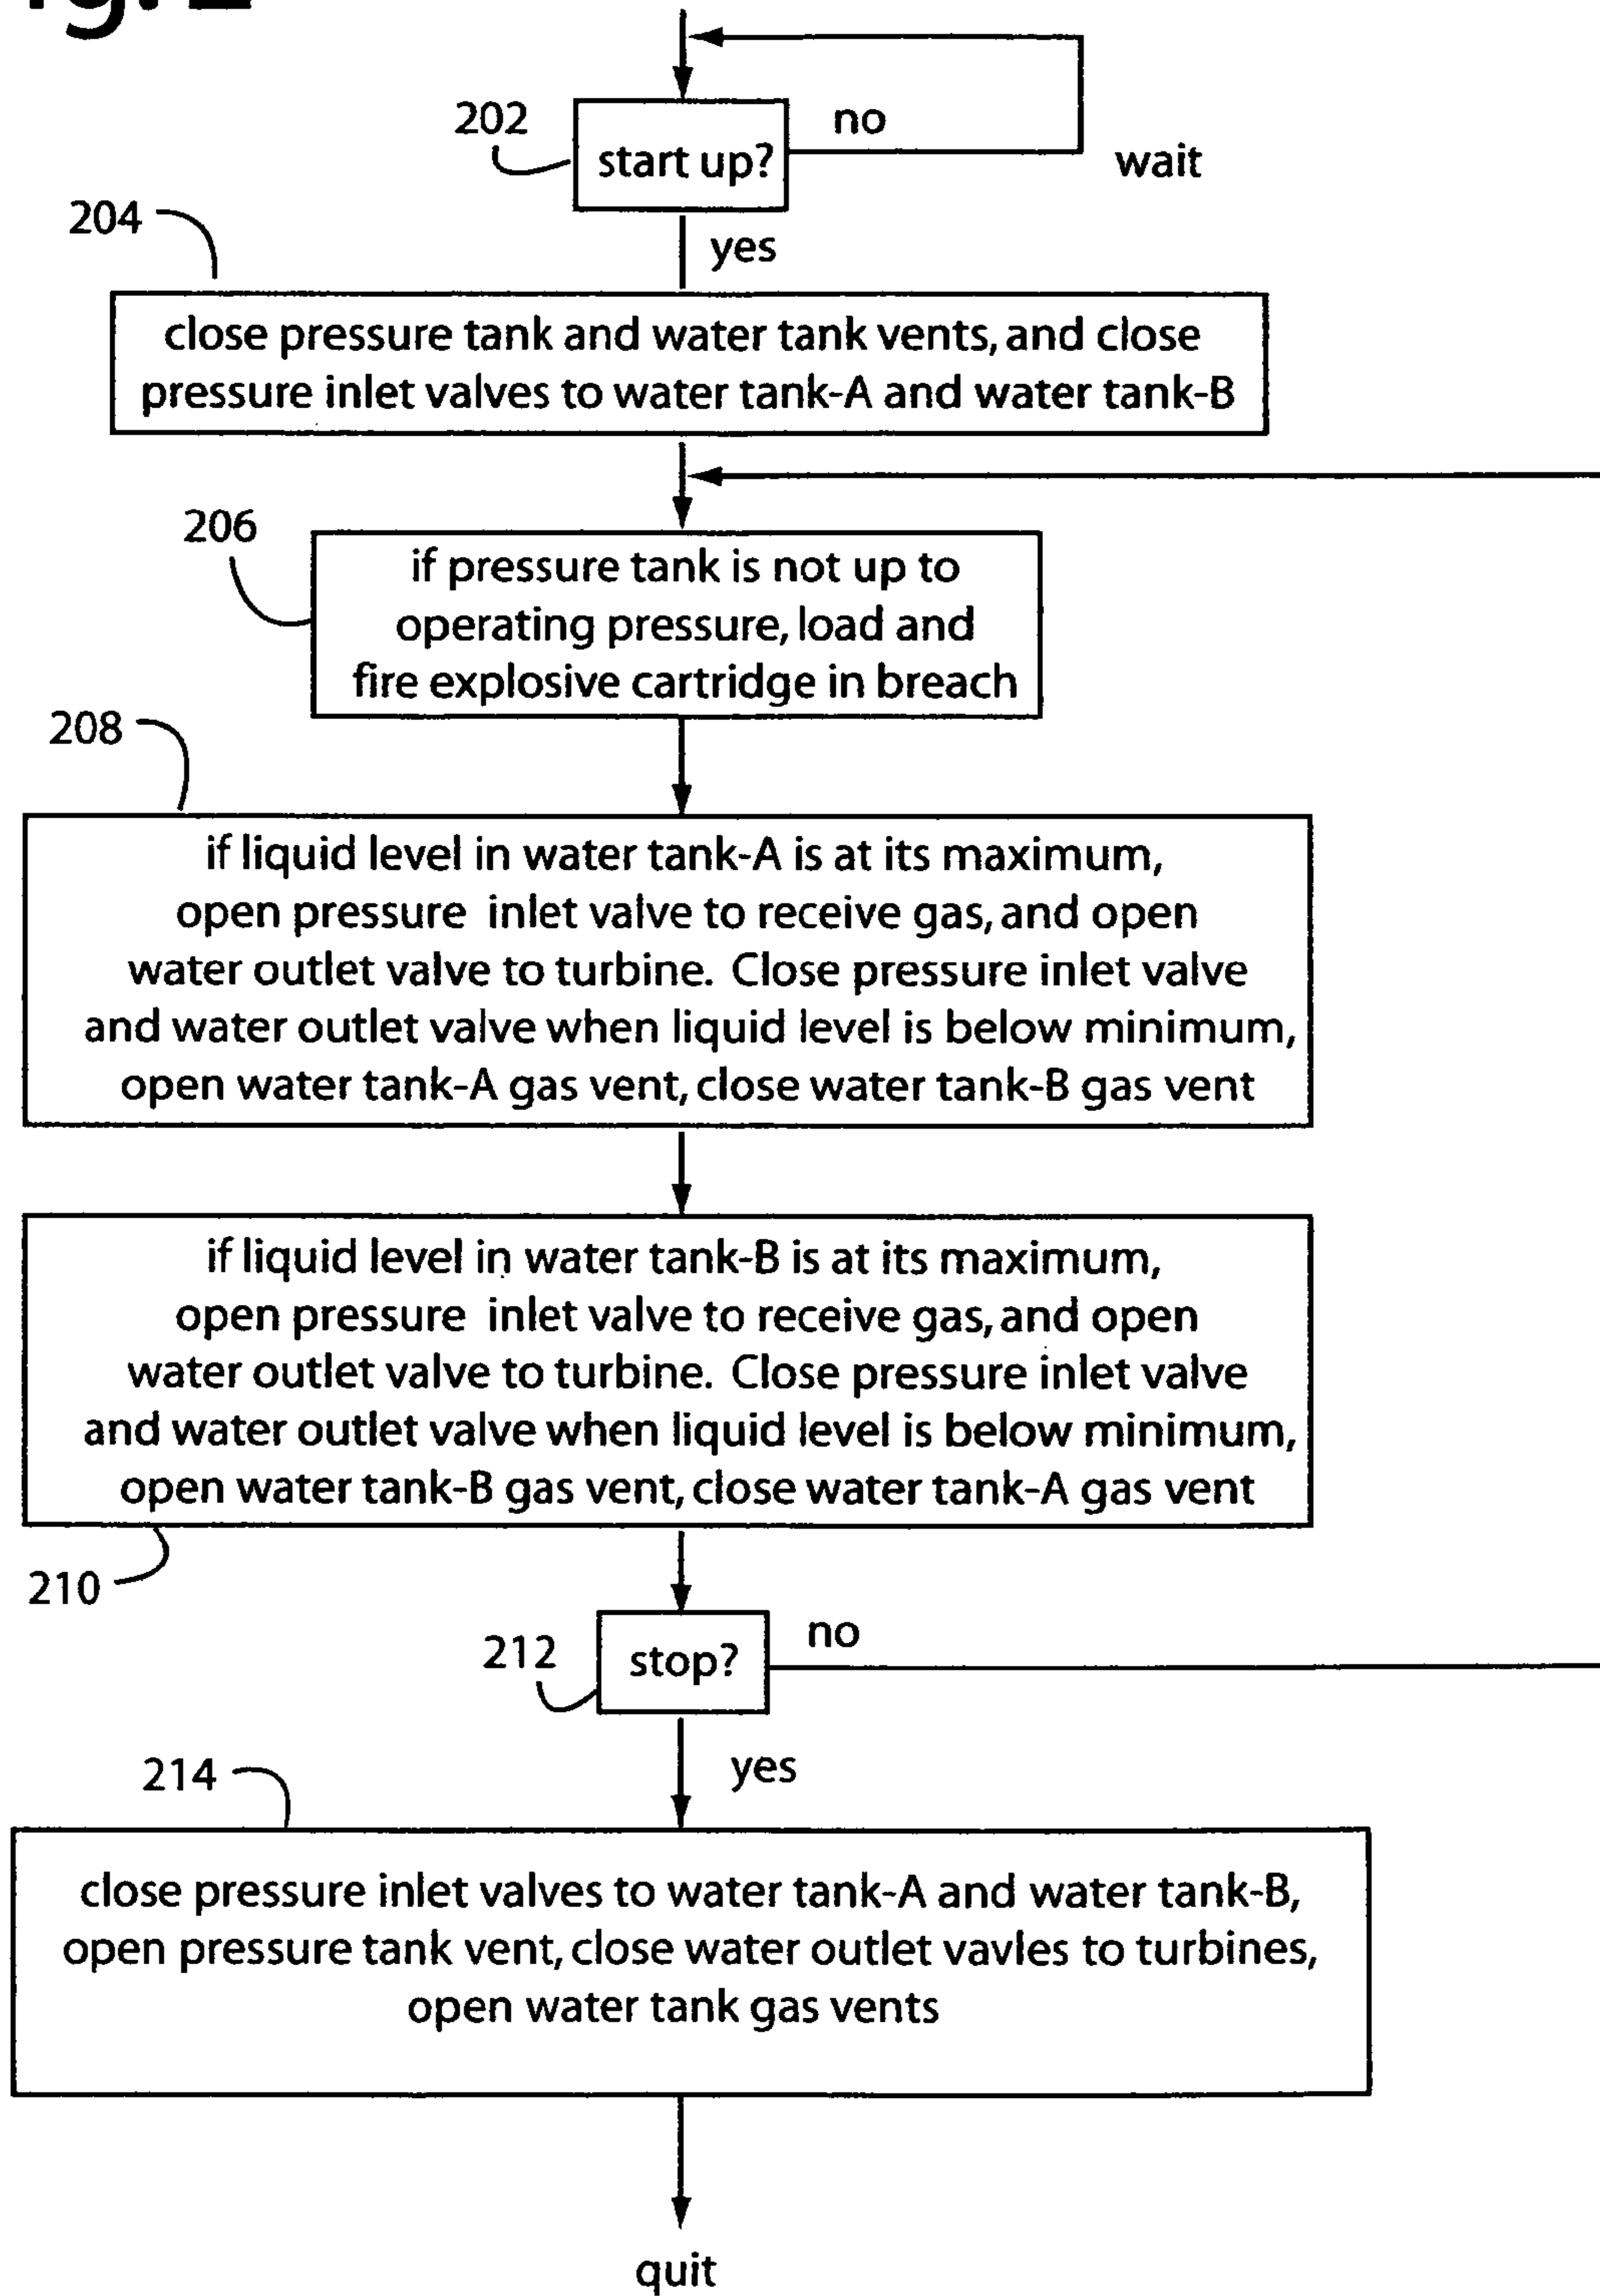 202
no
start up?
wait
204
yes
close pressure tank and water tank vents, and close
pressure inlet valves to water tank-A and water tank-B
206
if pressure tank is not up to
operating pressure, load and
fire explosive cartridge in breach
208
if liquid level in water tank-A is at its maximum,
open pressure inlet valve to receive gas, and open
water outlet valve to turbine. Close pressure inlet valve
and water outlet valve when liquid level is below minimum,
open water tank-A gas vent, close water tank-B gas vent
if liquid level in water tank-B is at its maximum,
open pressure inlet valve to receive gas, and open
water outlet valve to turbine. Close pressure inlet valve
and water outlet valve when liquid level is below minimum,
open water tank-B gas vent, close water tank-A gas vent
210
212
stop?
no
214
yes
close pressure inlet valves to water tank-A and water tank-B,
open pressure tank vent, close water outlet vavles to turbines,
open water tank gas vents
quit